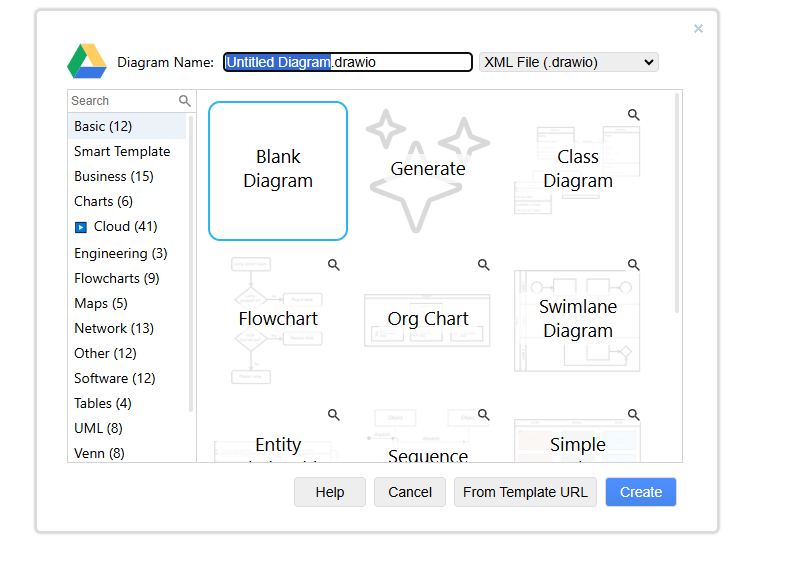 Diagram Name: Untitled Diagram.drawio XML File (.drawio)
Search
Basic (12)
Smart Template
Business (15)
Charts (6)
Cloud (41)
Engineering (3)
Flowcharts (9)
Maps (5)
Network (13)
Other (12)
Software (12)
Tables (4)
UML (8)
Venn (8)
Blank
Diagram
Generate
Class
Diagram
Flowchart
Org Chart
Swimlane
Diagram
Entity
Sequence
Simple
Help
Cancel
From Template URL
Create